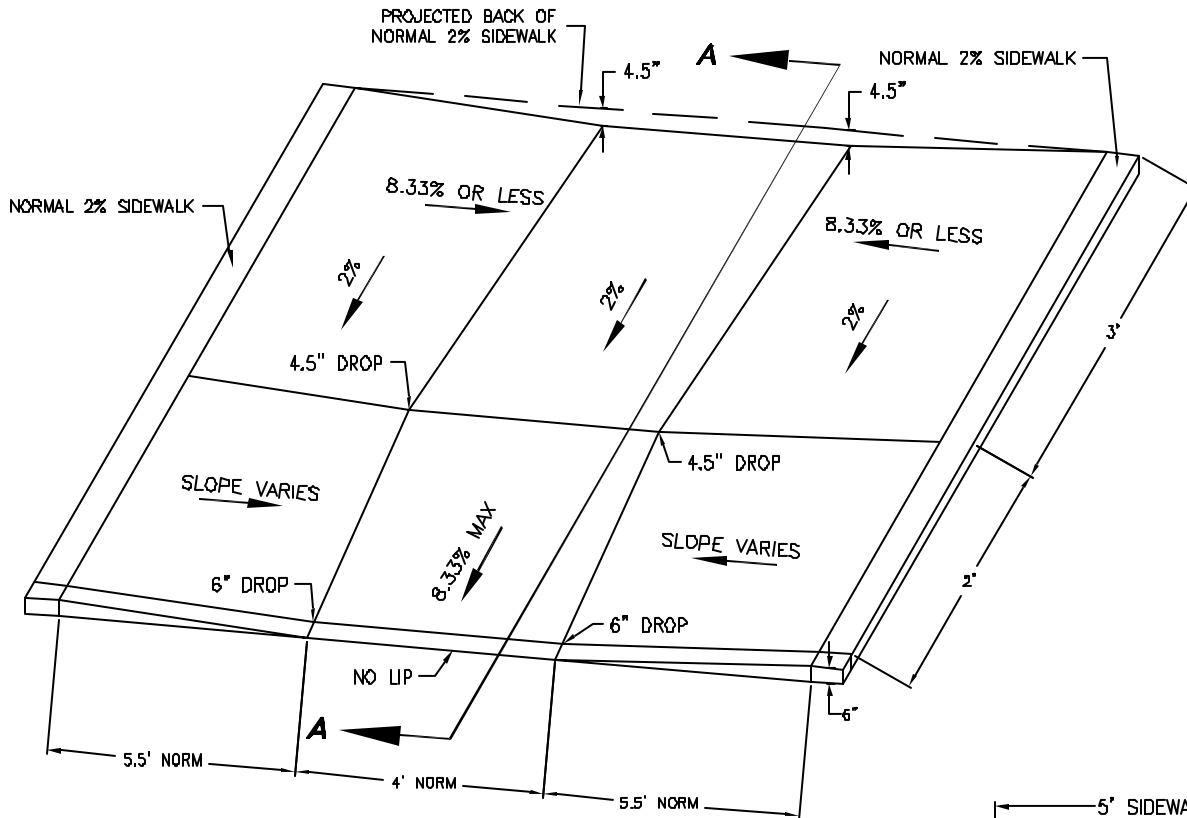 PROJECTED BACK OF
NORMAL 2% SIDEWALK
A
NORMAL 2% SIDEWALK
4.5"
4.5"
8.33% OR LESS
NORMAL 2% SIDEWALK
8.33% OR LESS
2%
2%
2%
3'
4.5" DROP
4.5" DROP
SLOPE VARIES
8.33% MAX
SLOPE VARIES
2'
6" DROP
6" DROP
NO LIP
6"
A
5.5' NORM
4' NORM
5.5' NORM
5' SIDEWA